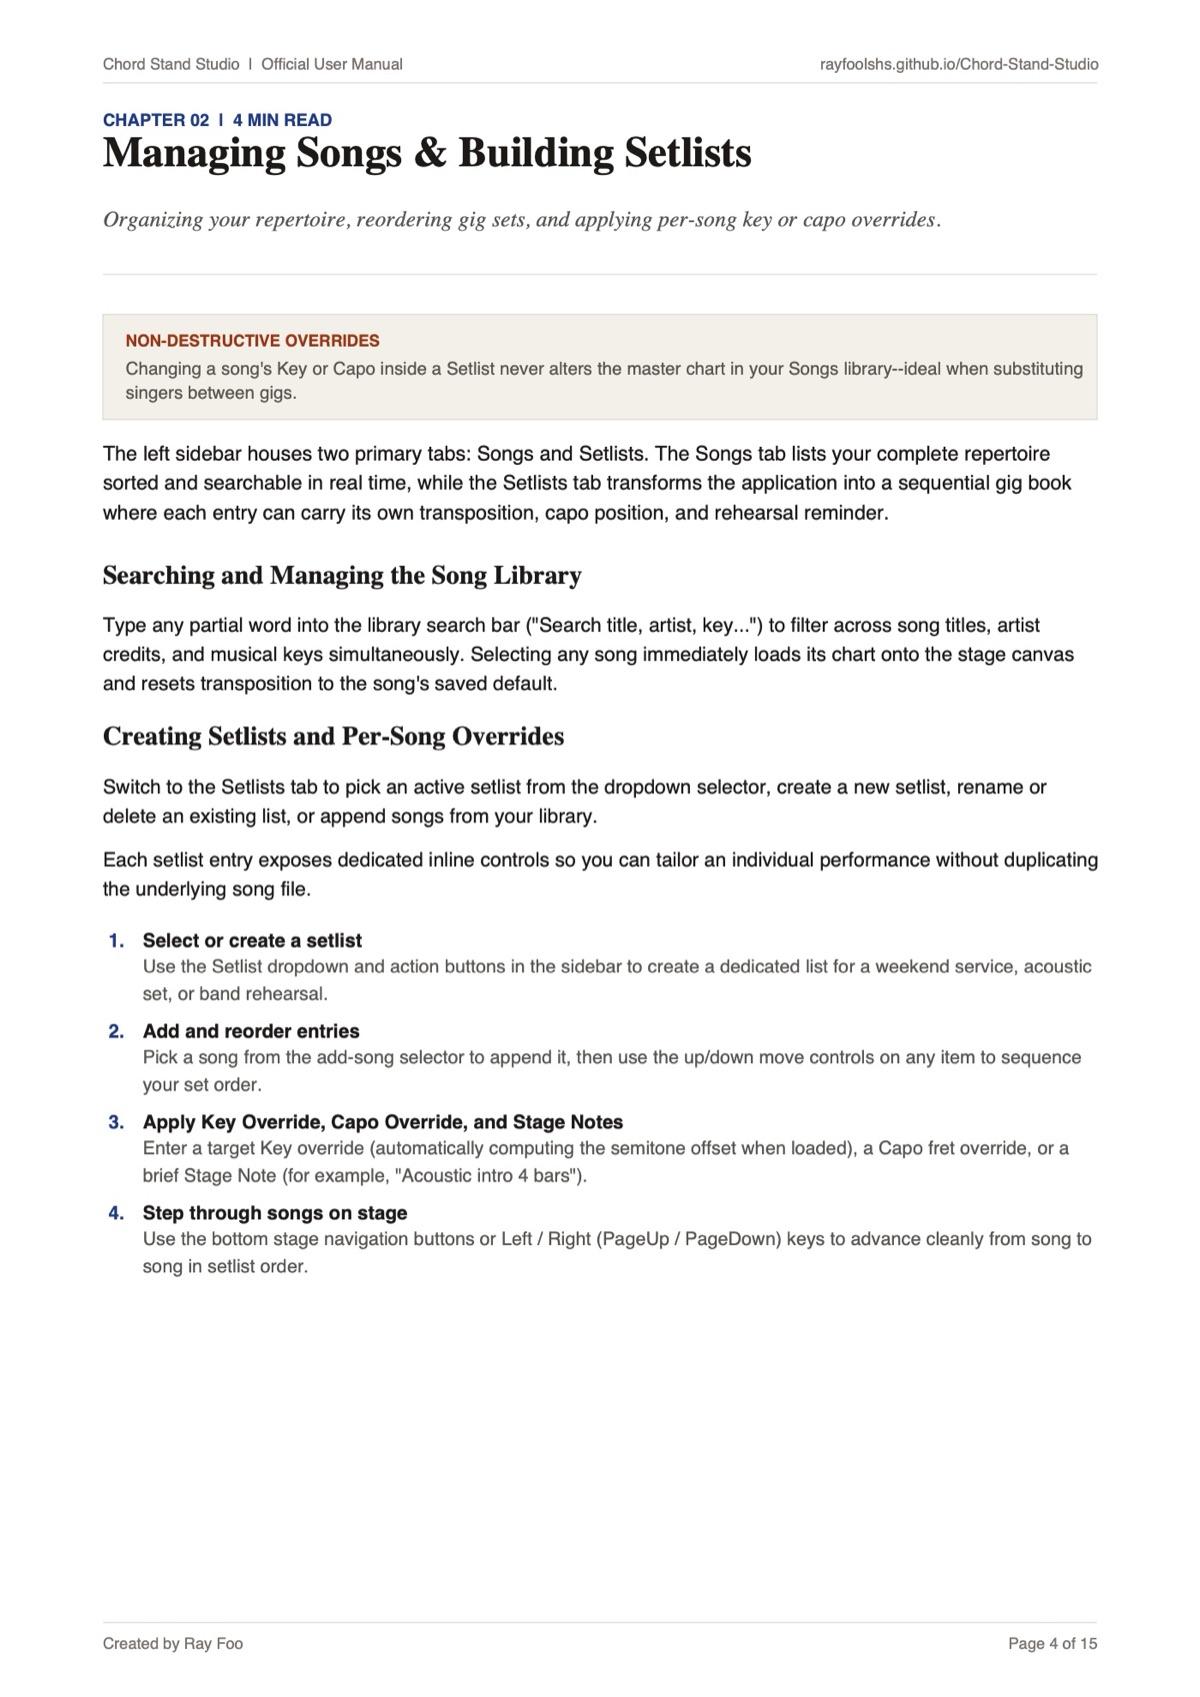 Chord Stand Studio | Official User Manual
rayfoolshs.github.io/Chord-Stand-Studio
CHAPTER 02 | 4 MIN READ
Managing Songs & Building Setlists
Organizing your repertoire, reordering gig sets, and applying per-song key or capo overrides.
NON-DESTRUCTIVE OVERRIDES
Changing a song's Key or Capo inside a Setlist never alters the master chart in your Songs library--ideal when substituting
singers between gigs.
The left sidebar houses two primary tabs: Songs and Setlists. The Songs tab lists your complete repertoire
sorted and searchable in real time, while the Setlists tab transforms the application into a sequential gig book
where each entry can carry its own transposition, capo position, and rehearsal reminder.
Searching and Managing the Song Library
Type any partial word into the library search bar ("Search title, artist, key...") to filter across song titles, artist
credits, and musical keys simultaneously. Selecting any song immediately loads its chart onto the stage canvas
and resets transposition to the song's saved default.
Creating Setlists and Per-Song Overrides
Switch to the Setlists tab to pick an active setlist from the dropdown selector, create a new setlist, rename or
delete an existing list, or append songs from your library.
Each setlist entry exposes dedicated inline controls so you can tailor an individual performance without duplicating
the underlying song file.
1. Select or create a setlist
Use the Setlist dropdown and action buttons in the sidebar to create a dedicated list for a weekend service, acoustic
set, or band rehearsal.
2. Add and reorder entries
Pick a song from the add-song selector to append it, then use the up/down move controls on any item to sequence
your set order.
3. Apply Key Override, Capo Override, and Stage Notes
Enter a target Key override (automatically computing the semitone offset when loaded), a Capo fret override, or a
brief Stage Note (for example, "Acoustic intro 4 bars").
4. Step through songs on stage
Use the bottom stage navigation buttons or Left / Right (PageUp / PageDown) keys to advance cleanly from song to
song in setlist order.
Created by Ray Foo
Page 4 of 15